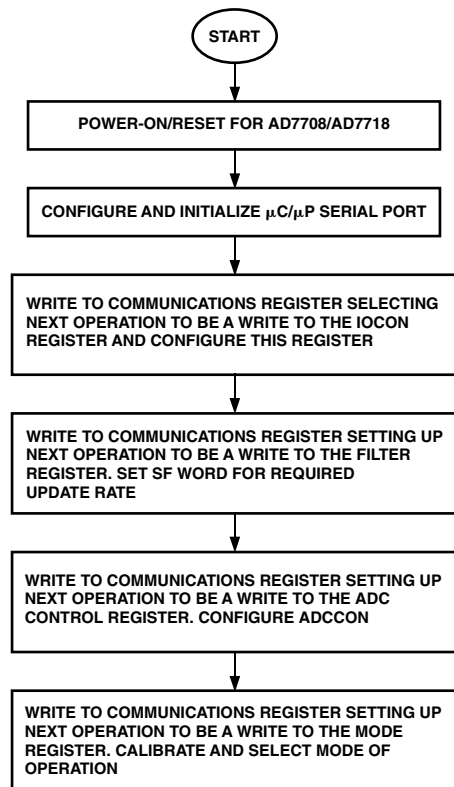 START
POWER-ON/RESET FOR AD7708/AD7718
CONFIGURE AND INITIALIZE μC/μP SERIAL PORT
WRITE TO COMMUNICATIONS REGISTER SELECTING
NEXT OPERATION TO BE A WRITE TO THE IOCON
REGISTER AND CONFIGURE THIS REGISTER
WRITE TO COMMUNICATIONS REGISTER SETTING UP
NEXT OPERATION TO BE A WRITE TO THE FILTER
REGISTER. SET SF WORD FOR REQUIRED
UPDATE RATE
WRITE TO COMMUNICATIONS REGISTER SETTING UP
NEXT OPERATION TO BE A WRITE TO THE ADC
CONTROL REGISTER. CONFIGURE ADCCON
WRITE TO COMMUNICATIONS REGISTER SETTING UP
NEXT OPERATION TO BE A WRITE TO THE MODE
REGISTER. CALIBRATE AND SELECT MODE OF
OPERATION